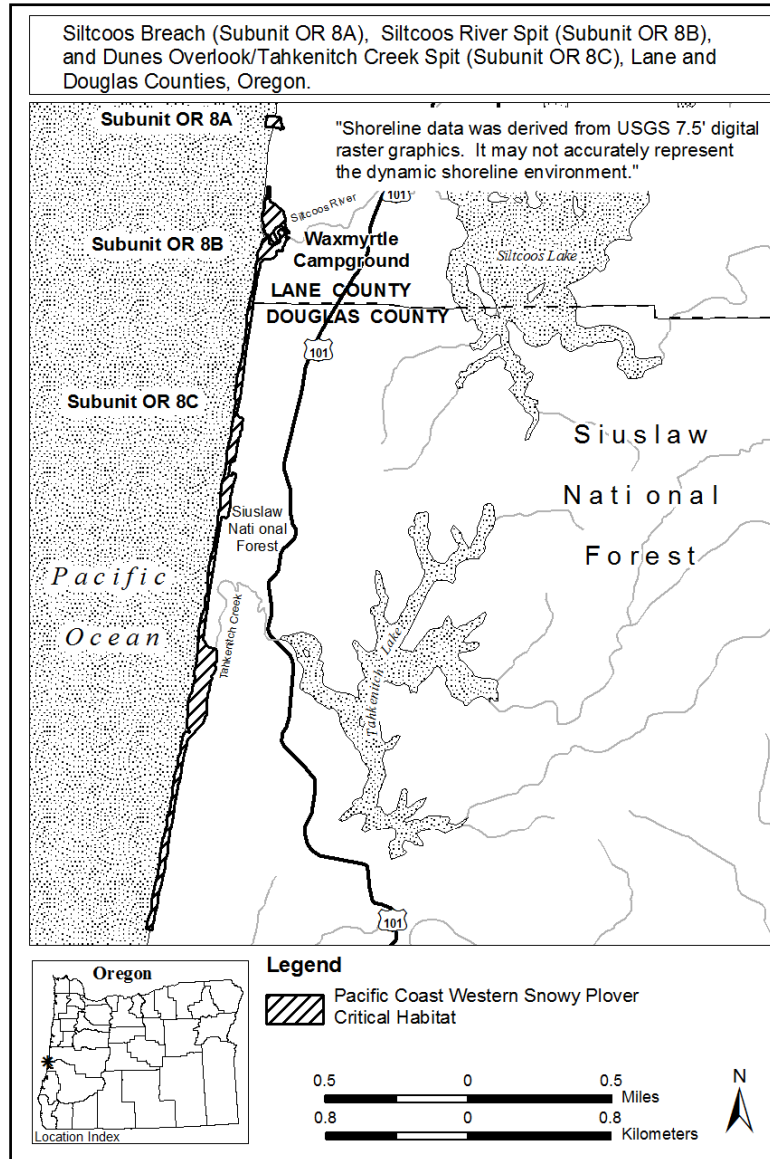 Siltcoos Breach (Subunit OR 8A), Siltcoos River Spit (Subunit OR 8B),
and Dunes Overlook/Tahkenitch Creek Spit (Subunit OR 8C), Lane and
Douglas Counties, Oregon.
Subunit OR 8A
"Shoreline data was derived from USGS 7.5' digital
raster graphics. It may not accurately represent
the dynamic shoreline environment."
101
Siltcoos River
Subunit OR 8B
Waxmyrtle
Campground
Siltcoos Lake
LANE COUNTY
DOUGLAS COUNTY
101
Subunit OR 8C
Siuslaw
National
Forest
Siuslaw
National
Forest
Pacific
Ocean
Tahkenitch Creek
Tahkenitch Lake
101
Oregon
Location Index
Legend
Pacific Coast Western Snowy Plover
Critical Habitat
0.5 0 0.5
Miles
0.8 0 0.8
Kilometers
N